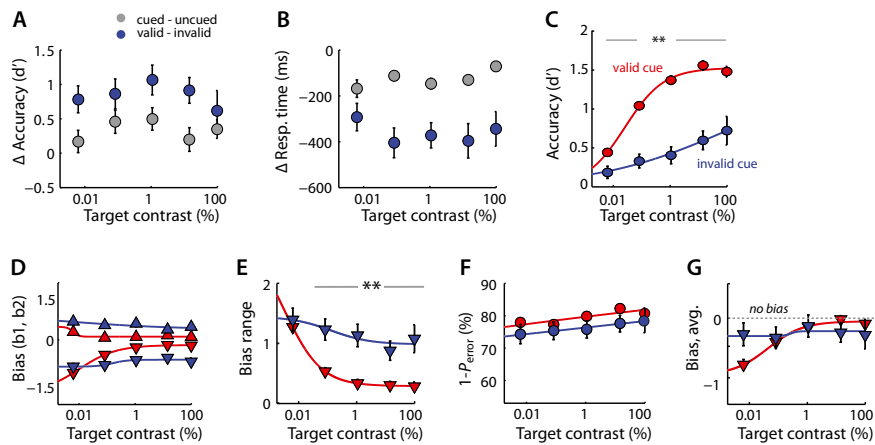 A
cued - uncued
valid - invalid
Δ Accuracy (d′)
1.5
1
0.5
0
−0.5
0.01
1
100
Target contrast (%)
B
Δ Resp. time (ms)
0
−200
−400
−600
0.01
1
100
Target contrast (%)
C
Accuracy (d′)
2
1.5
1
0.5
0
**
valid cue
invalid cue
0.01
1
100
Target contrast (%)
D
Bias (b1, b2)
1.5
0
−1.5
0.01
1
100
Target contrast (%)
E
Bias range
2
1
0
**
0.01
1
100
Target contrast (%)
F
1-Perror (%)
90
80
70
60
0.01
1
100
Target contrast (%)
G
Bias, avg.
0
−1
no bias
0.01
1
100
Target contrast (%)